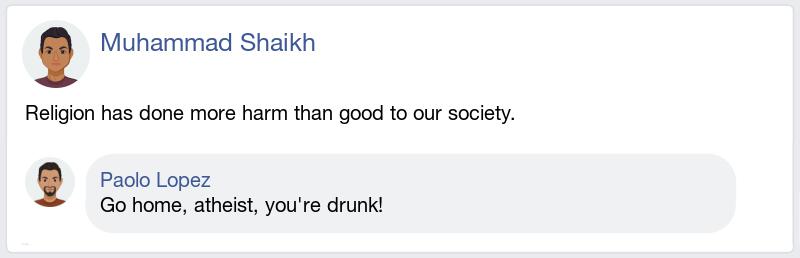 Muhammad Shaikh
Religion has done more harm than good to our society.
Paolo Lopez
Go home, atheist, you're drunk!